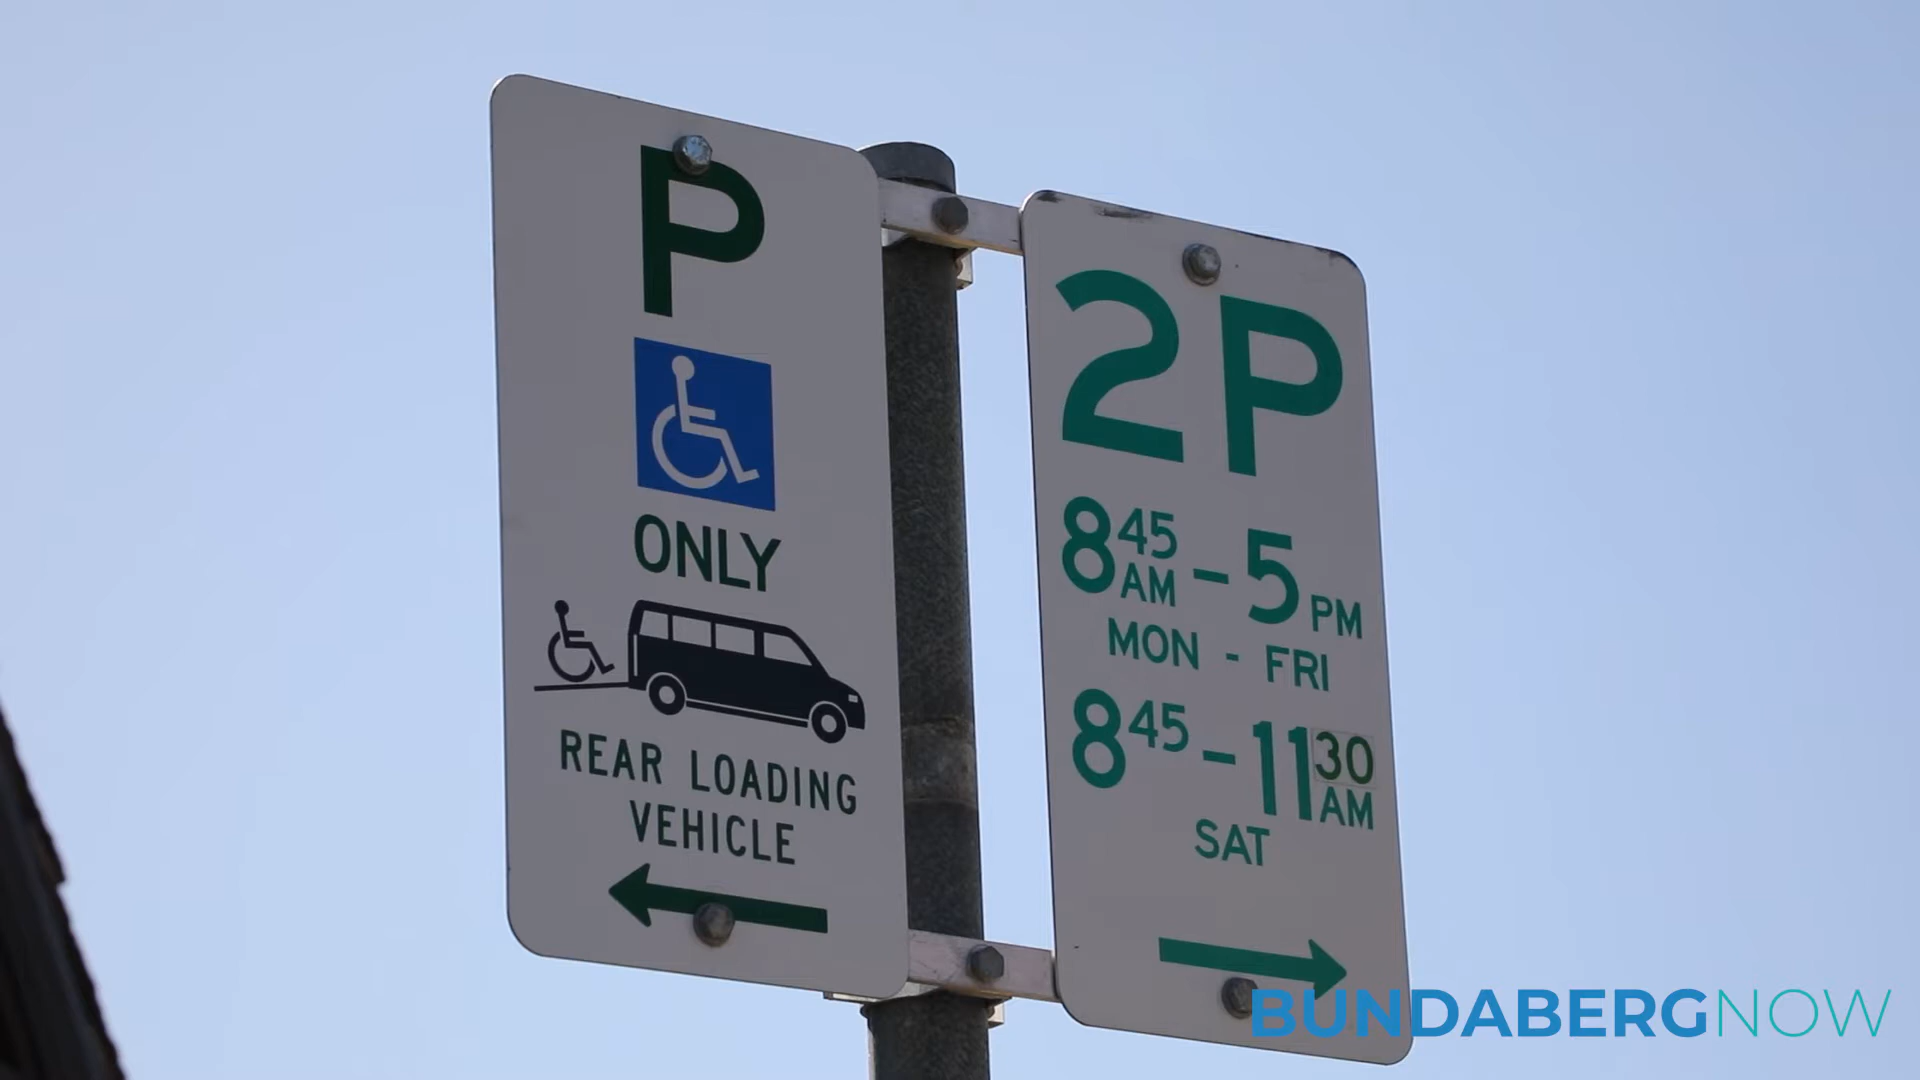 P
ONLY
REAR LOADING
VEHICLE
2P
8 45 AM - 5 PM
MON - FRI
8 45 - 11 30 AM
SAT
BUNDABERGNOW